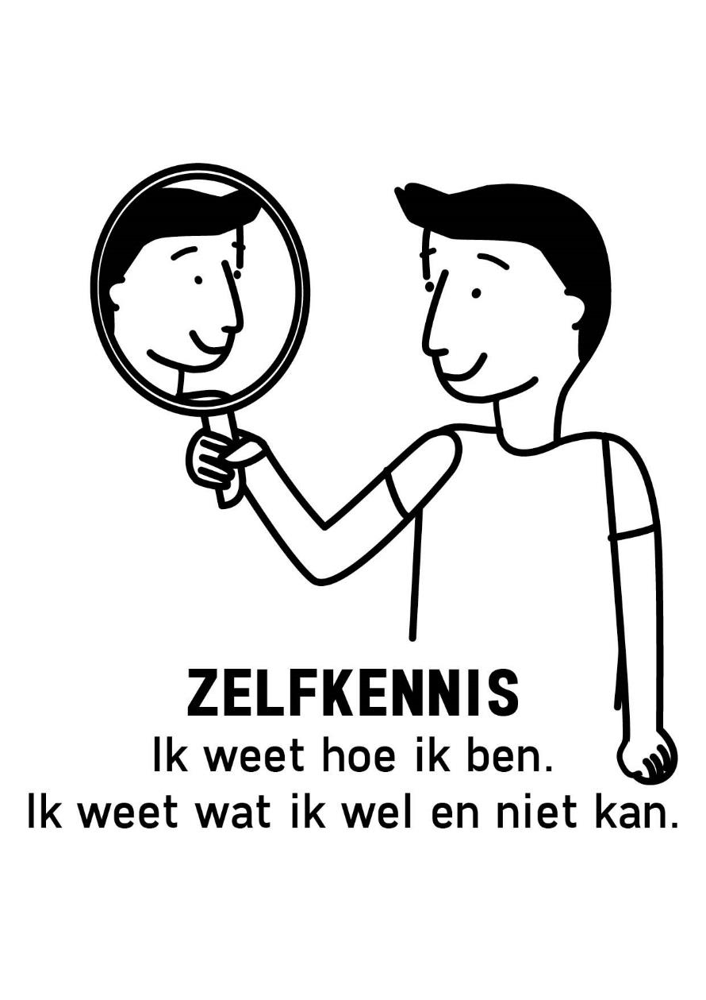 ZELFKENNIS
Ik weet hoe ik ben.
Ik weet wat ik wel en niet kan.